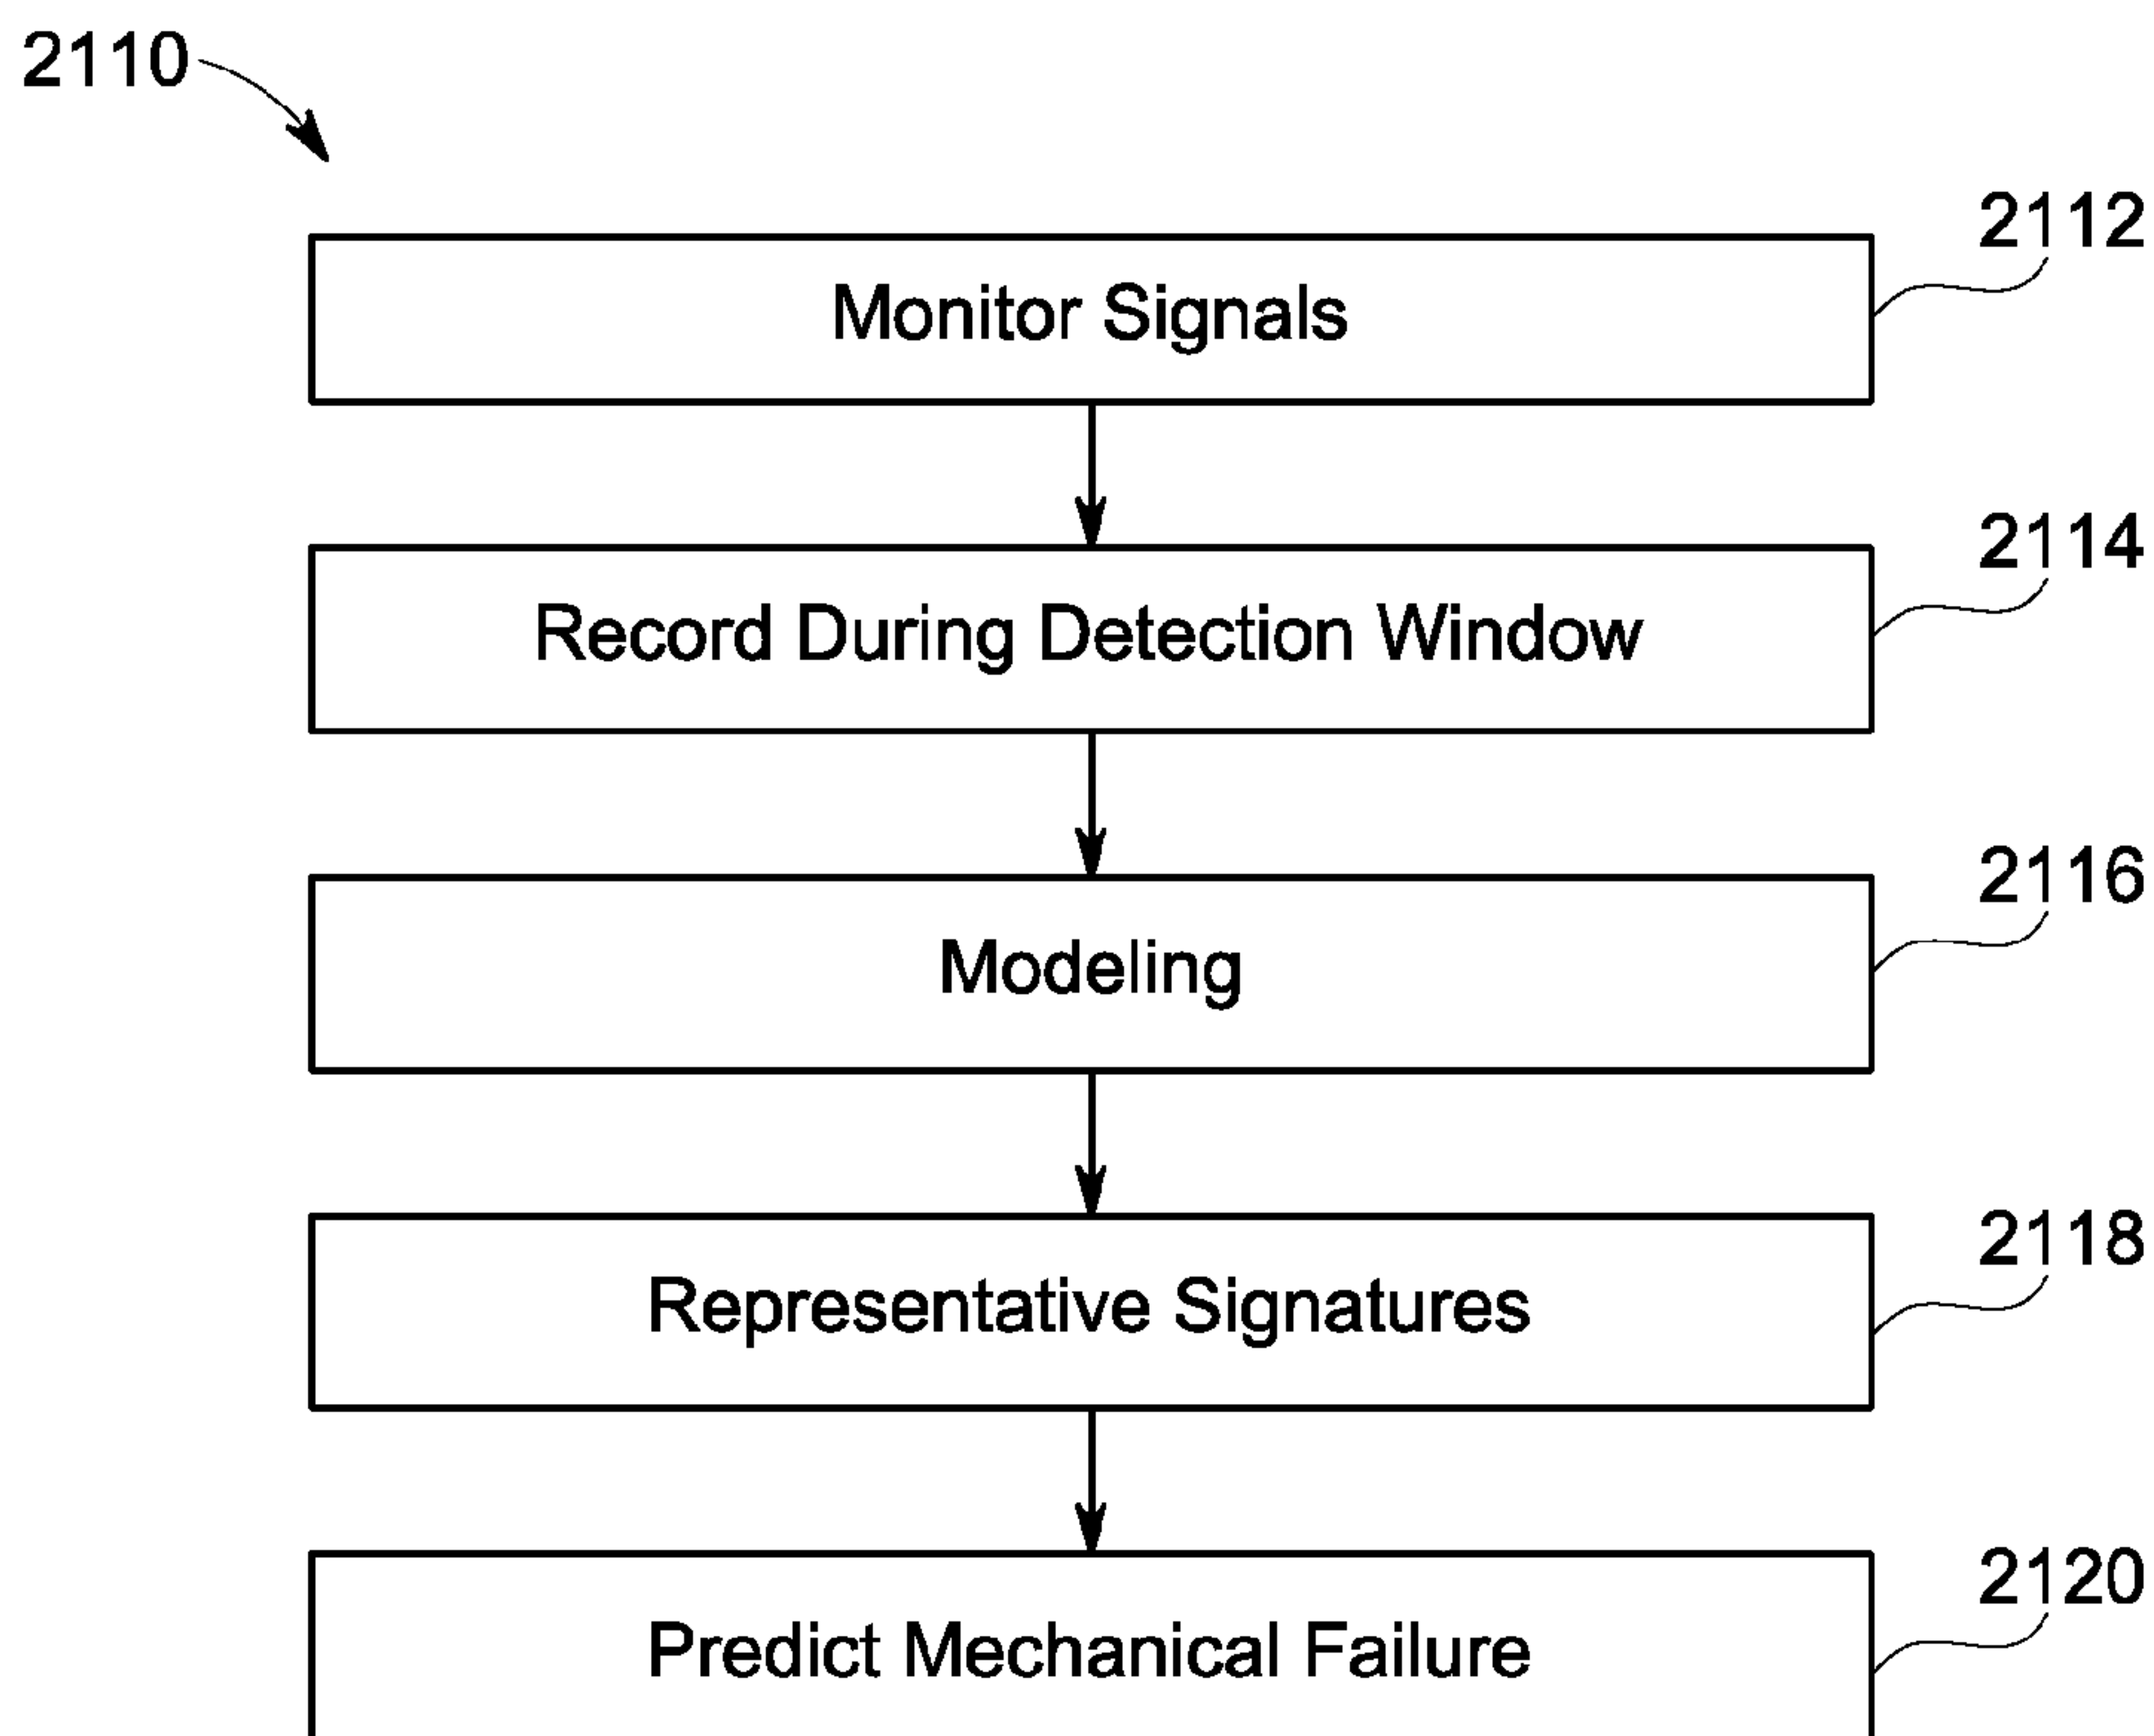 2110
2112
Monitor Signals
2114
Record During Detection Window
2116
Modeling
2118
Representative Signatures
2120
Predict Mechanical Failure